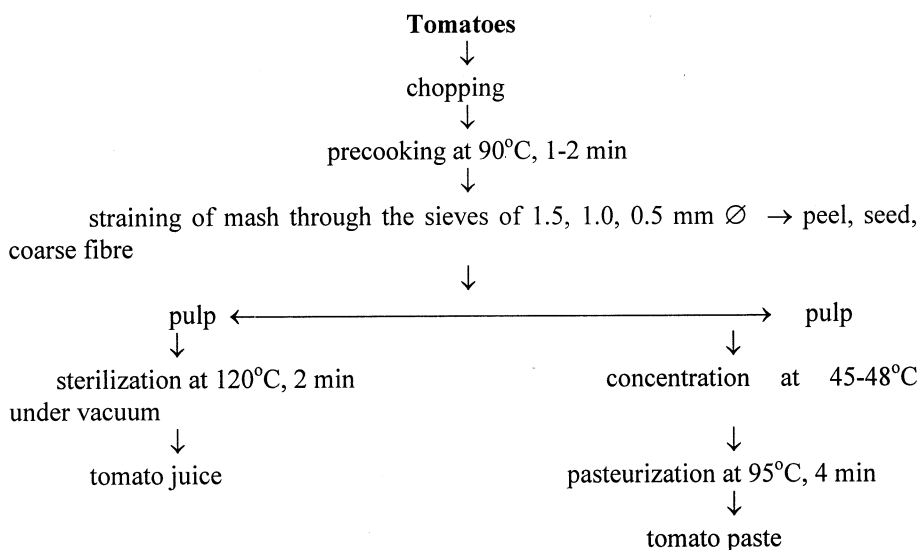 Tomatoes
↓
chopping
↓
precooking at 90°C, 1-2 min
↓
straining of mash through the sieves of 1.5, 1.0, 0.5 mm ∅ → peel, seed,
coarse fibre
↓
pulp ←→ pulp
↓ ↓
sterilization at 120°C, 2 min concentration at 45-48°C
under vacuum
↓ ↓
tomato juice pasteurization at 95°C, 4 min
↓
tomato paste